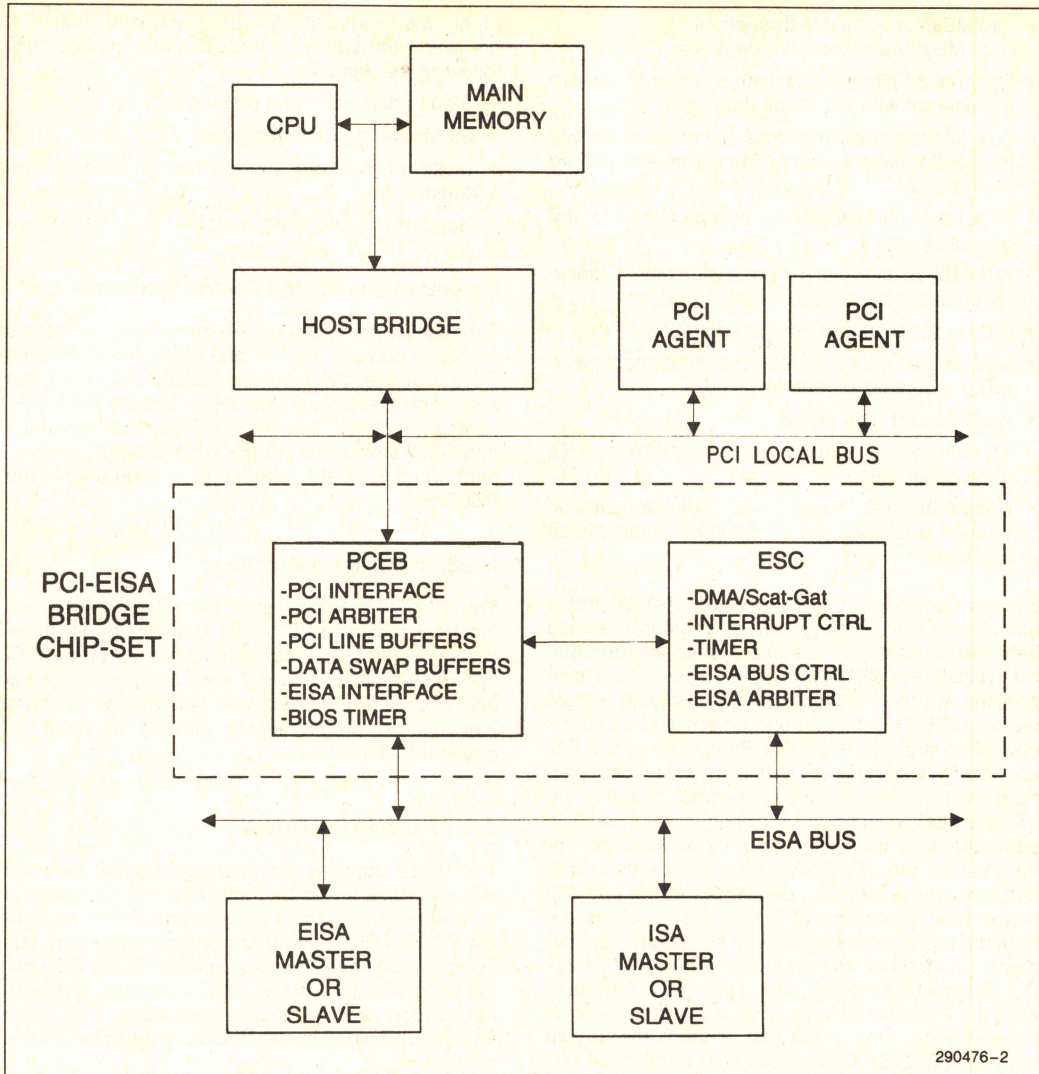 CPU
MAIN
MEMORY
HOST BRIDGE
PCI
AGENT
PCI
AGENT
PCI LOCAL BUS
PCI-EISA
BRIDGE
CHIP-SET
PCEB
-PCI INTERFACE
-PCI ARBITER
-PCI LINE BUFFERS
-DATA SWAP BUFFERS
-EISA INTERFACE
-BIOS TIMER
ESC
-DMA/Scat-Gat
-INTERRUPT CTRL
-TIMER
-EISA BUS CTRL
-EISA ARBITER
EISA BUS
EISA
MASTER
OR
SLAVE
ISA
MASTER
OR
SLAVE
290476-2